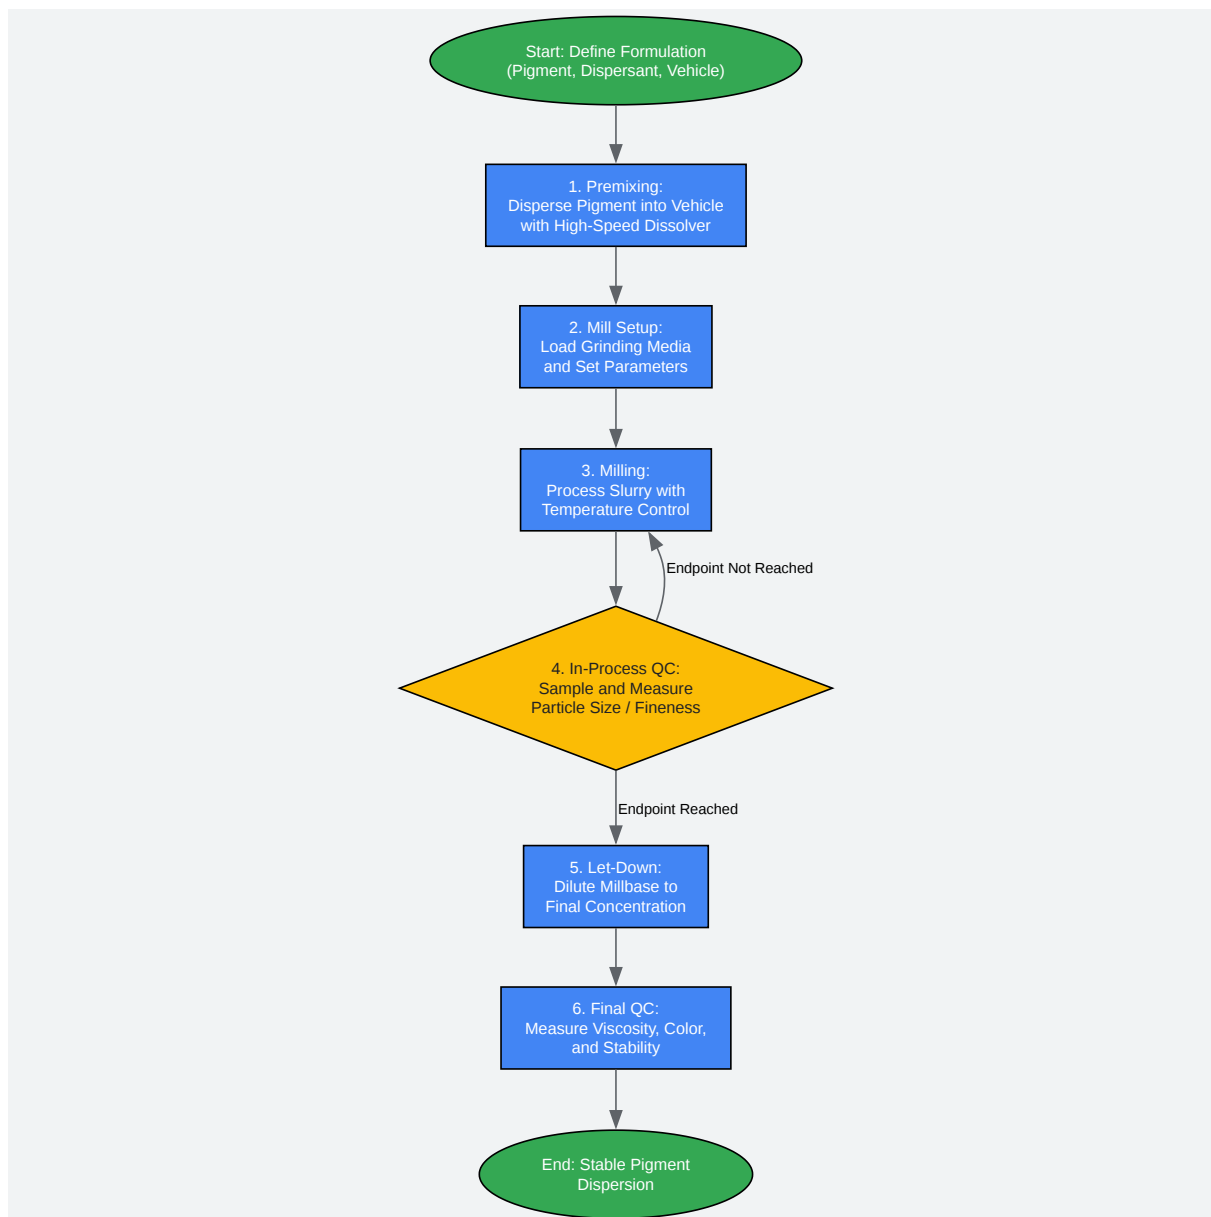 Start: Define Formulation
(Pigment, Dispersant, Vehicle)
1. Premixing:
Disperse Pigment into Vehicle
with High-Speed Dissolver
2. Mill Setup:
Load Grinding Media
and Set Parameters
3. Milling:
Process Slurry with
Temperature Control
Endpoint Not Reached
4. In-Process QC:
Sample and Measure
Particle Size / Fineness
Endpoint Reached
5. Let-Down:
Dilute Millbase to
Final Concentration
6. Final QC:
Measure Viscosity, Color,
and Stability
End: Stable Pigment
Dispersion